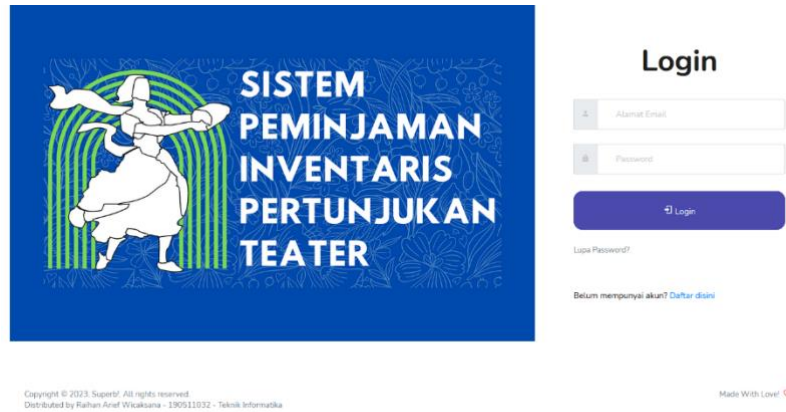 SISTEM
PEMINJAMAN
INVENTARIS
PERTUNJUKAN
TEATER
Login
Alamat Email
Password
Login
Lupa Password?
Belum mempunyai akun? Daftar disini
Copyright © 2023. Superb!. All rights reserved.
Distributed by Raihan Arief Wicaksana - 190511032 - Teknik Informatika
Made With Love!